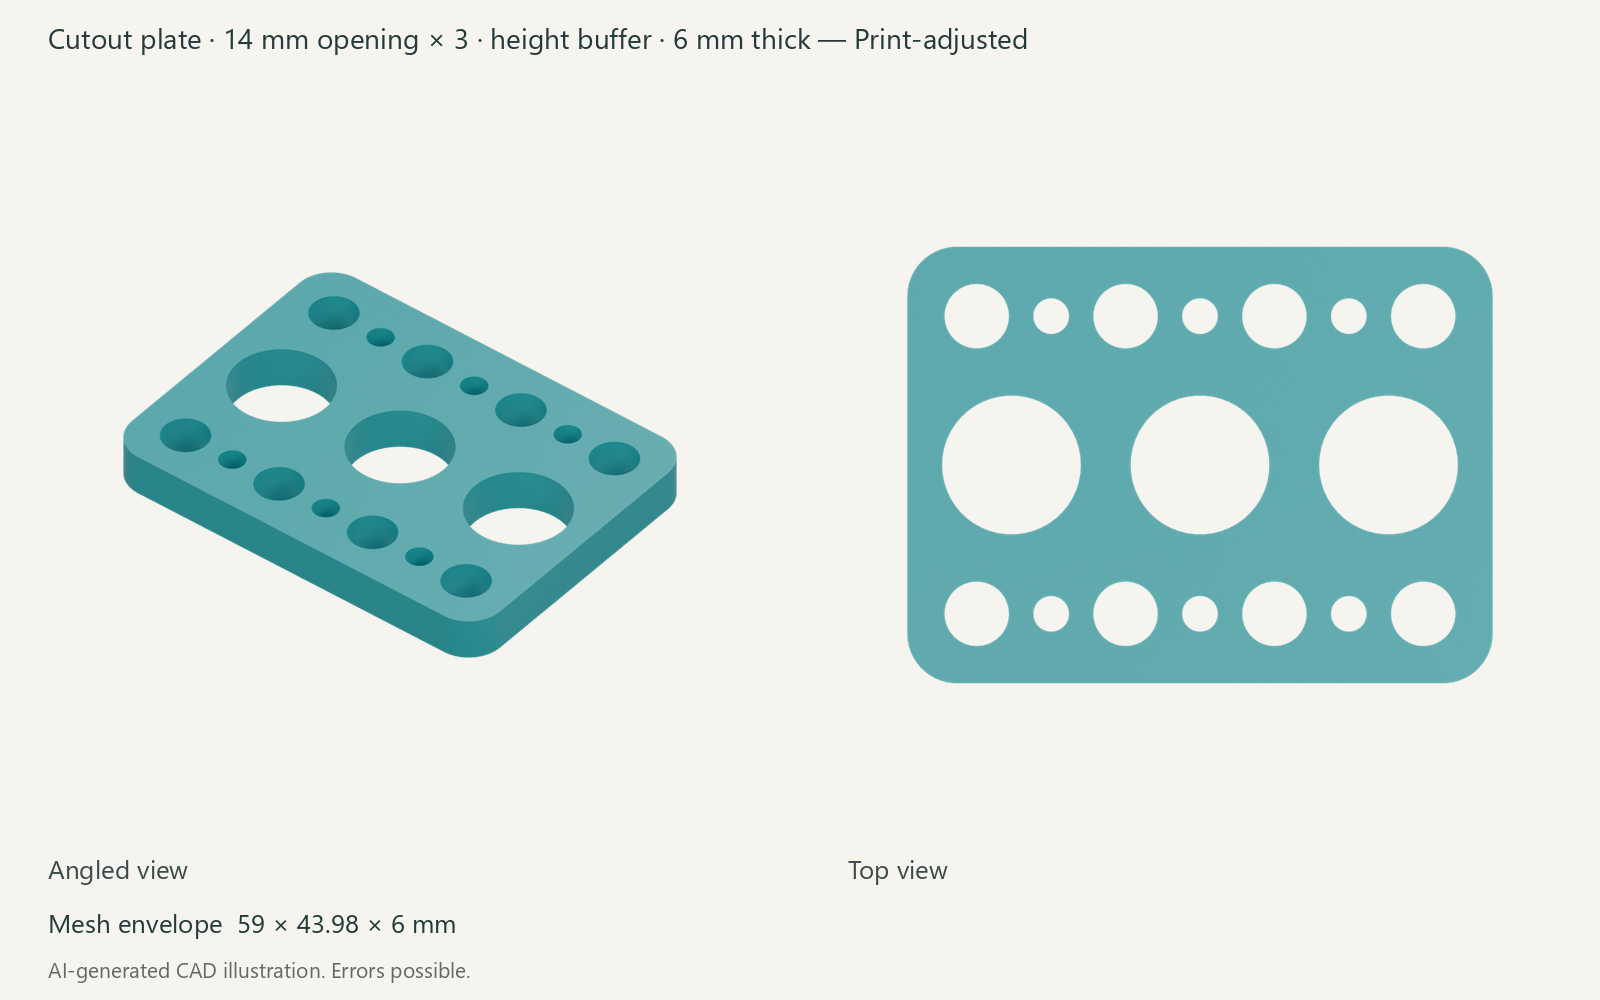 Cutout plate · 14 mm opening × 3 · height buffer · 6 mm thick — Print-adjusted
Angled view
Top view
Mesh envelope 59 × 43.98 × 6 mm
AI-generated CAD illustration. Errors possible.